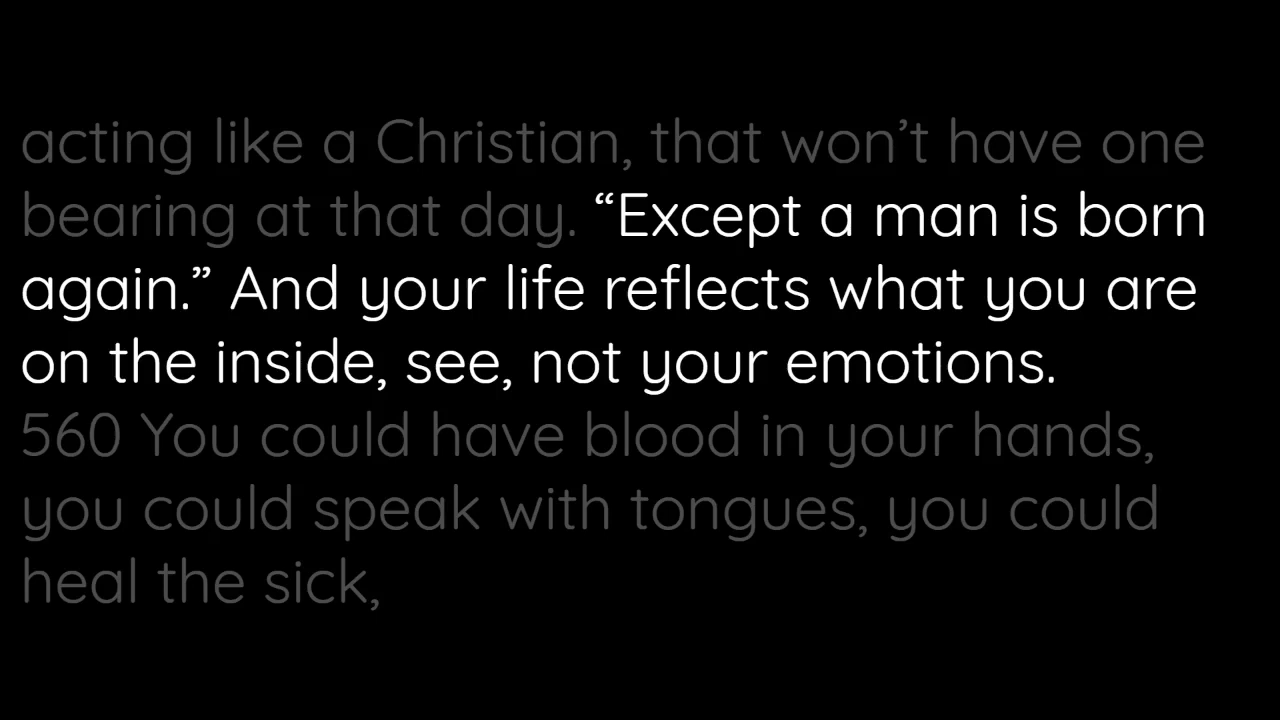 acting like a Christian, that won’t have one
bearing at that day. “Except a man is born
again.” And your life reflects what you are
on the inside, see, not your emotions.
560 You could have blood in your hands,
you could speak with tongues, you could
heal the sick,